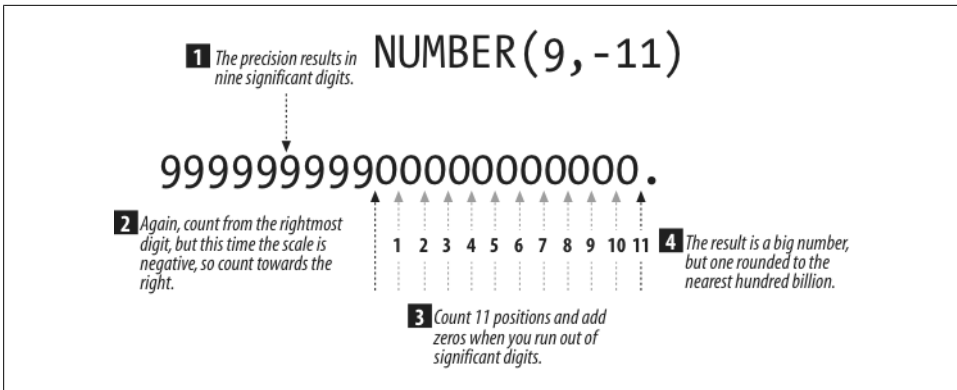 NUMBER(9,-11)
1 The precision results in
nine significant digits.
99999999900000000000.
2 Again, count from the rightmost
digit, but this time the scale is
negative, so count towards the
right.
1 2 3 4 5 6 7 8 9 10 11
3 Count 11 positions and add
zeros when you run out of
significant digits.
4 The result is a big number,
but one rounded to the
nearest hundred billion.